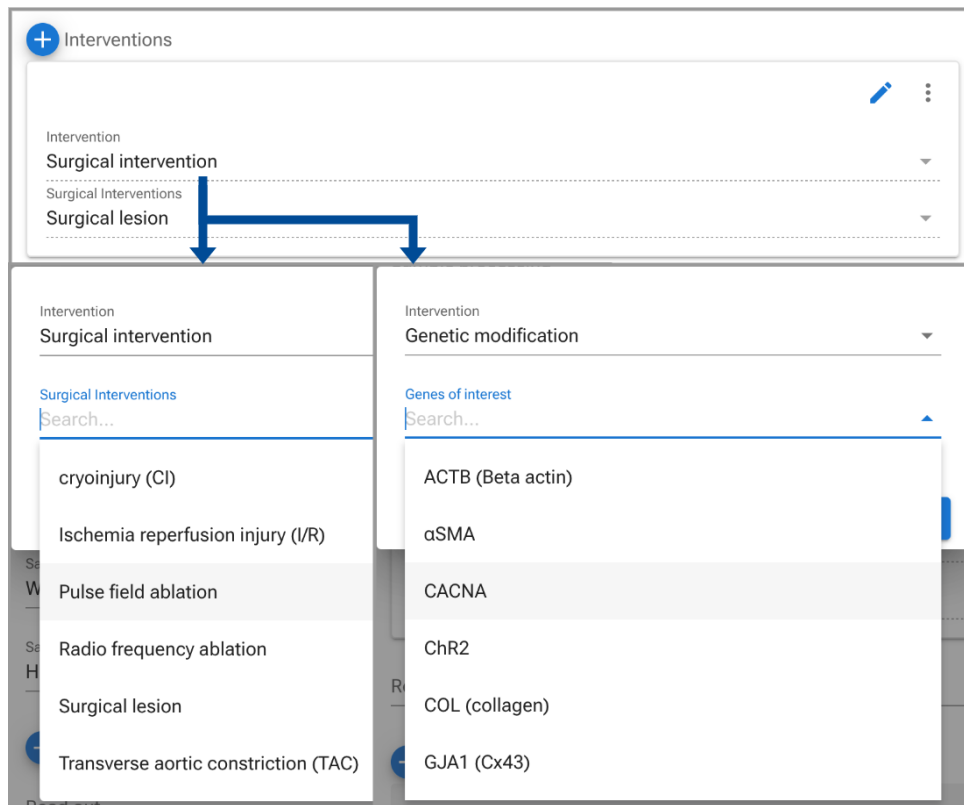 Interventions
Intervention
Surgical intervention
Surgical Interventions
Surgical lesion
Intervention
Surgical intervention
Surgical Interventions
Search...
cryoinjury (CI)
Ischemia reperfusion injury (I/R)
Pulse field ablation
Radio frequency ablation
Surgical lesion
Transverse aortic constriction (TAC)
Intervention
Genetic modification
Genes of interest
Search...
ACTB (Beta actin)
αSMA
CACNA
ChR2
COL (collagen)
GJA1 (Cx43)